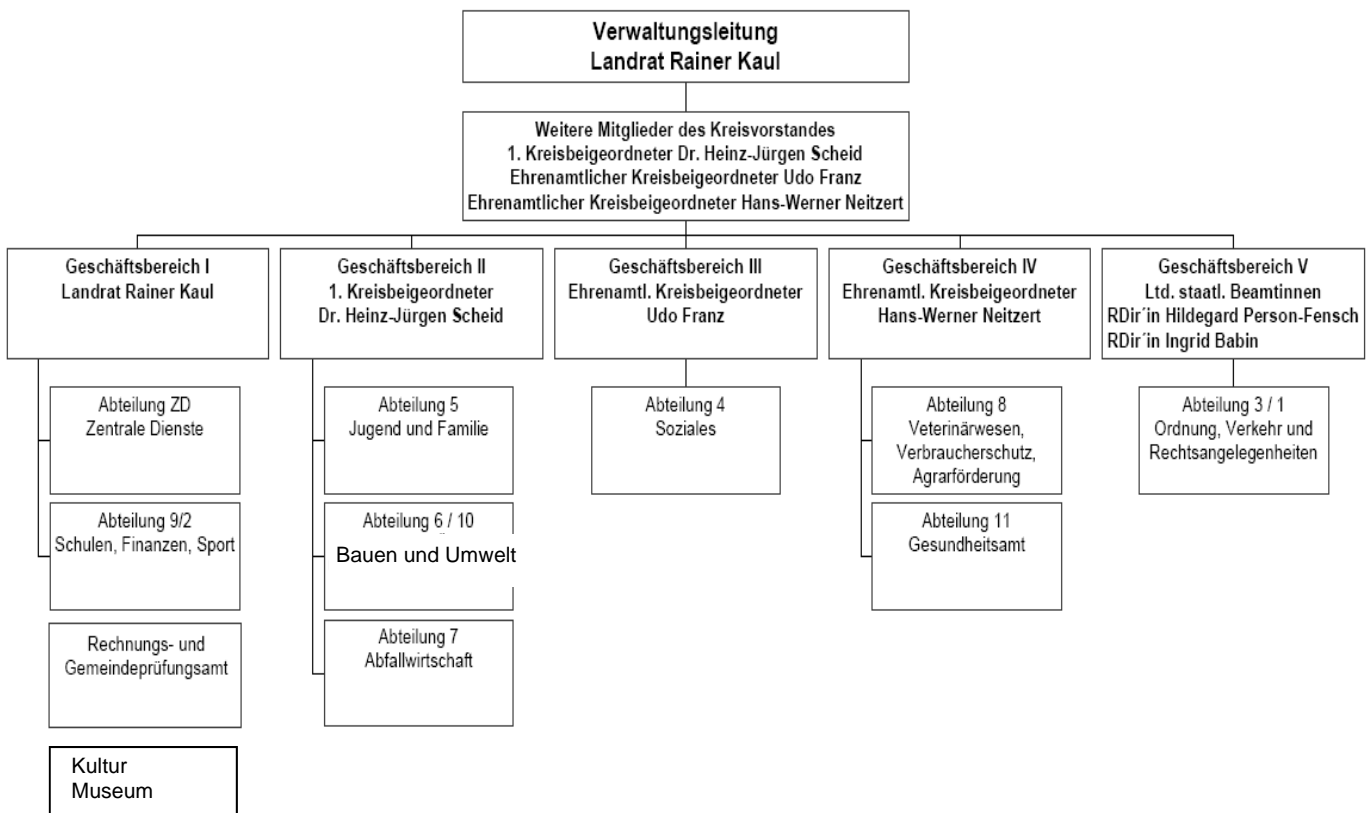 Verwaltungsleitung
Landrat Rainer Kaul
Weitere Mitglieder des Kreisvorstandes
1. Kreisbeigeordneter Dr. Heinz-Jürgen Scheid
Ehrenamtlicher Kreisbeigeordneter Udo Franz
Ehrenamtlicher Kreisbeigeordneter Hans-Werner Neitzert
Geschäftsbereich I
Landrat Rainer Kaul
Geschäftsbereich II
1. Kreisbeigeordneter
Dr. Heinz-Jürgen Scheid
Geschäftsbereich III
Ehrenamtl. Kreisbeigeordneter
Udo Franz
Geschäftsbereich IV
Ehrenamtl. Kreisbeigeordneter
Hans-Werner Neitzert
Geschäftsbereich V
Ltd. staatl. Beamtinnen
RDir´in Hildegard Person-Fensch
RDir´in Ingrid Babin
Abteilung ZD
Zentrale Dienste
Abteilung 9/2
Schulen, Finanzen, Sport
Rechnungs- und
Gemeindeprüfungsamt
Kultur
Museum
Abteilung 5
Jugend und Familie
Abteilung 6 / 10
Bauen und Umwelt
Abteilung 7
Abfallwirtschaft
Abteilung 4
Soziales
Abteilung 8
Veterinärwesen,
Verbraucherschutz,
Agrarförderung
Abteilung 11
Gesundheitsamt
Abteilung 3 / 1
Ordnung, Verkehr und
Rechtsangelegenheiten